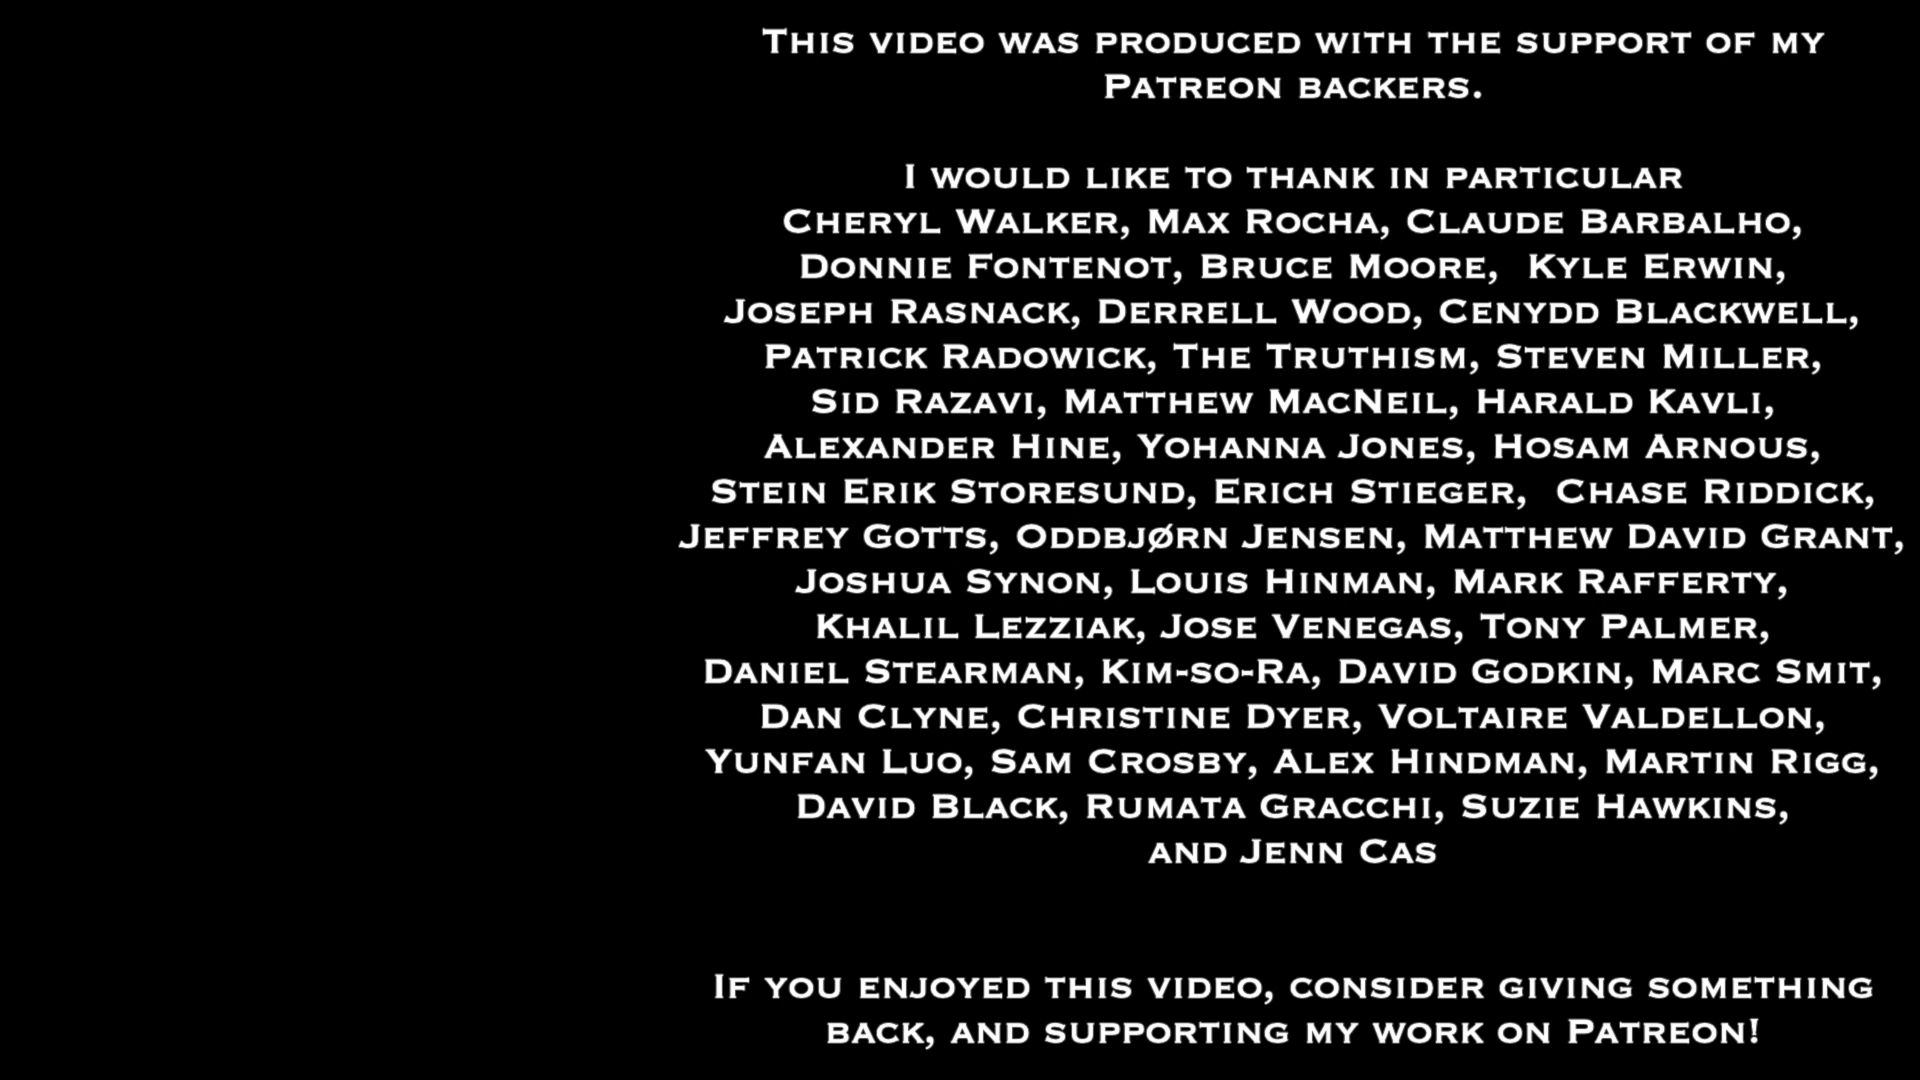 This video was produced with the support of my
Patreon backers.
I would like to thank in particular
Cheryl Walker, Max Rocha, Claude Barbalho,
Donnie Fontenot, Bruce Moore,  Kyle Erwin,
Joseph Rasnack, Derrell Wood, Cenydd Blackwell,
Patrick Radowick, The Truthism, Steven Miller,
Sid Razavi, Matthew MacNeil, Harald Kavli,
Alexander Hine, Yohanna Jones, Hosam Arnous,
Stein Erik Storesund, Erich Stieger,  Chase Riddick,
Jeffrey Gotts, Oddbjørn Jensen, Matthew David Grant,
Joshua Synon, Louis Hinman, Mark Rafferty,
Khalil Lezziak, Jose Venegas, Tony Palmer,
Daniel Stearman, Kim-so-Ra, David Godkin, Marc Smit,
Dan Clyne, Christine Dyer, Voltaire Valdellon,
Yunfan Luo, Sam Crosby, Alex Hindman, Martin Rigg,
David Black, Rumata Gracchi, Suzie Hawkins,
and Jenn Cas
If you enjoyed this video, consider giving something
back, and supporting my work on Patreon!